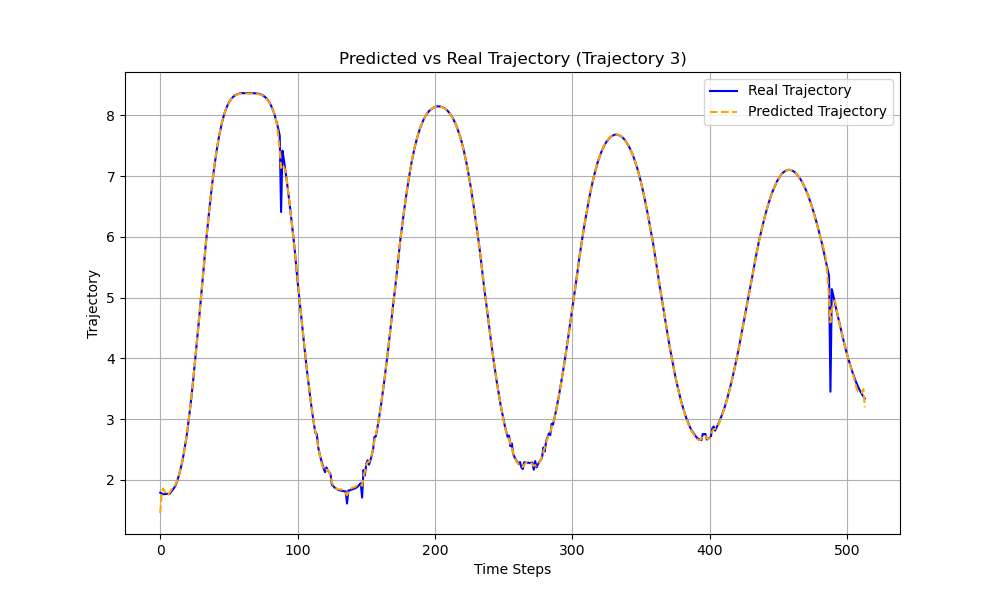 Predicted vs Real Trajectory (Trajectory 3)
Real Trajectory
Predicted Trajectory
8
7
6
5
4
3
2
Trajectory
0 100 200 300 400 500
Time Steps